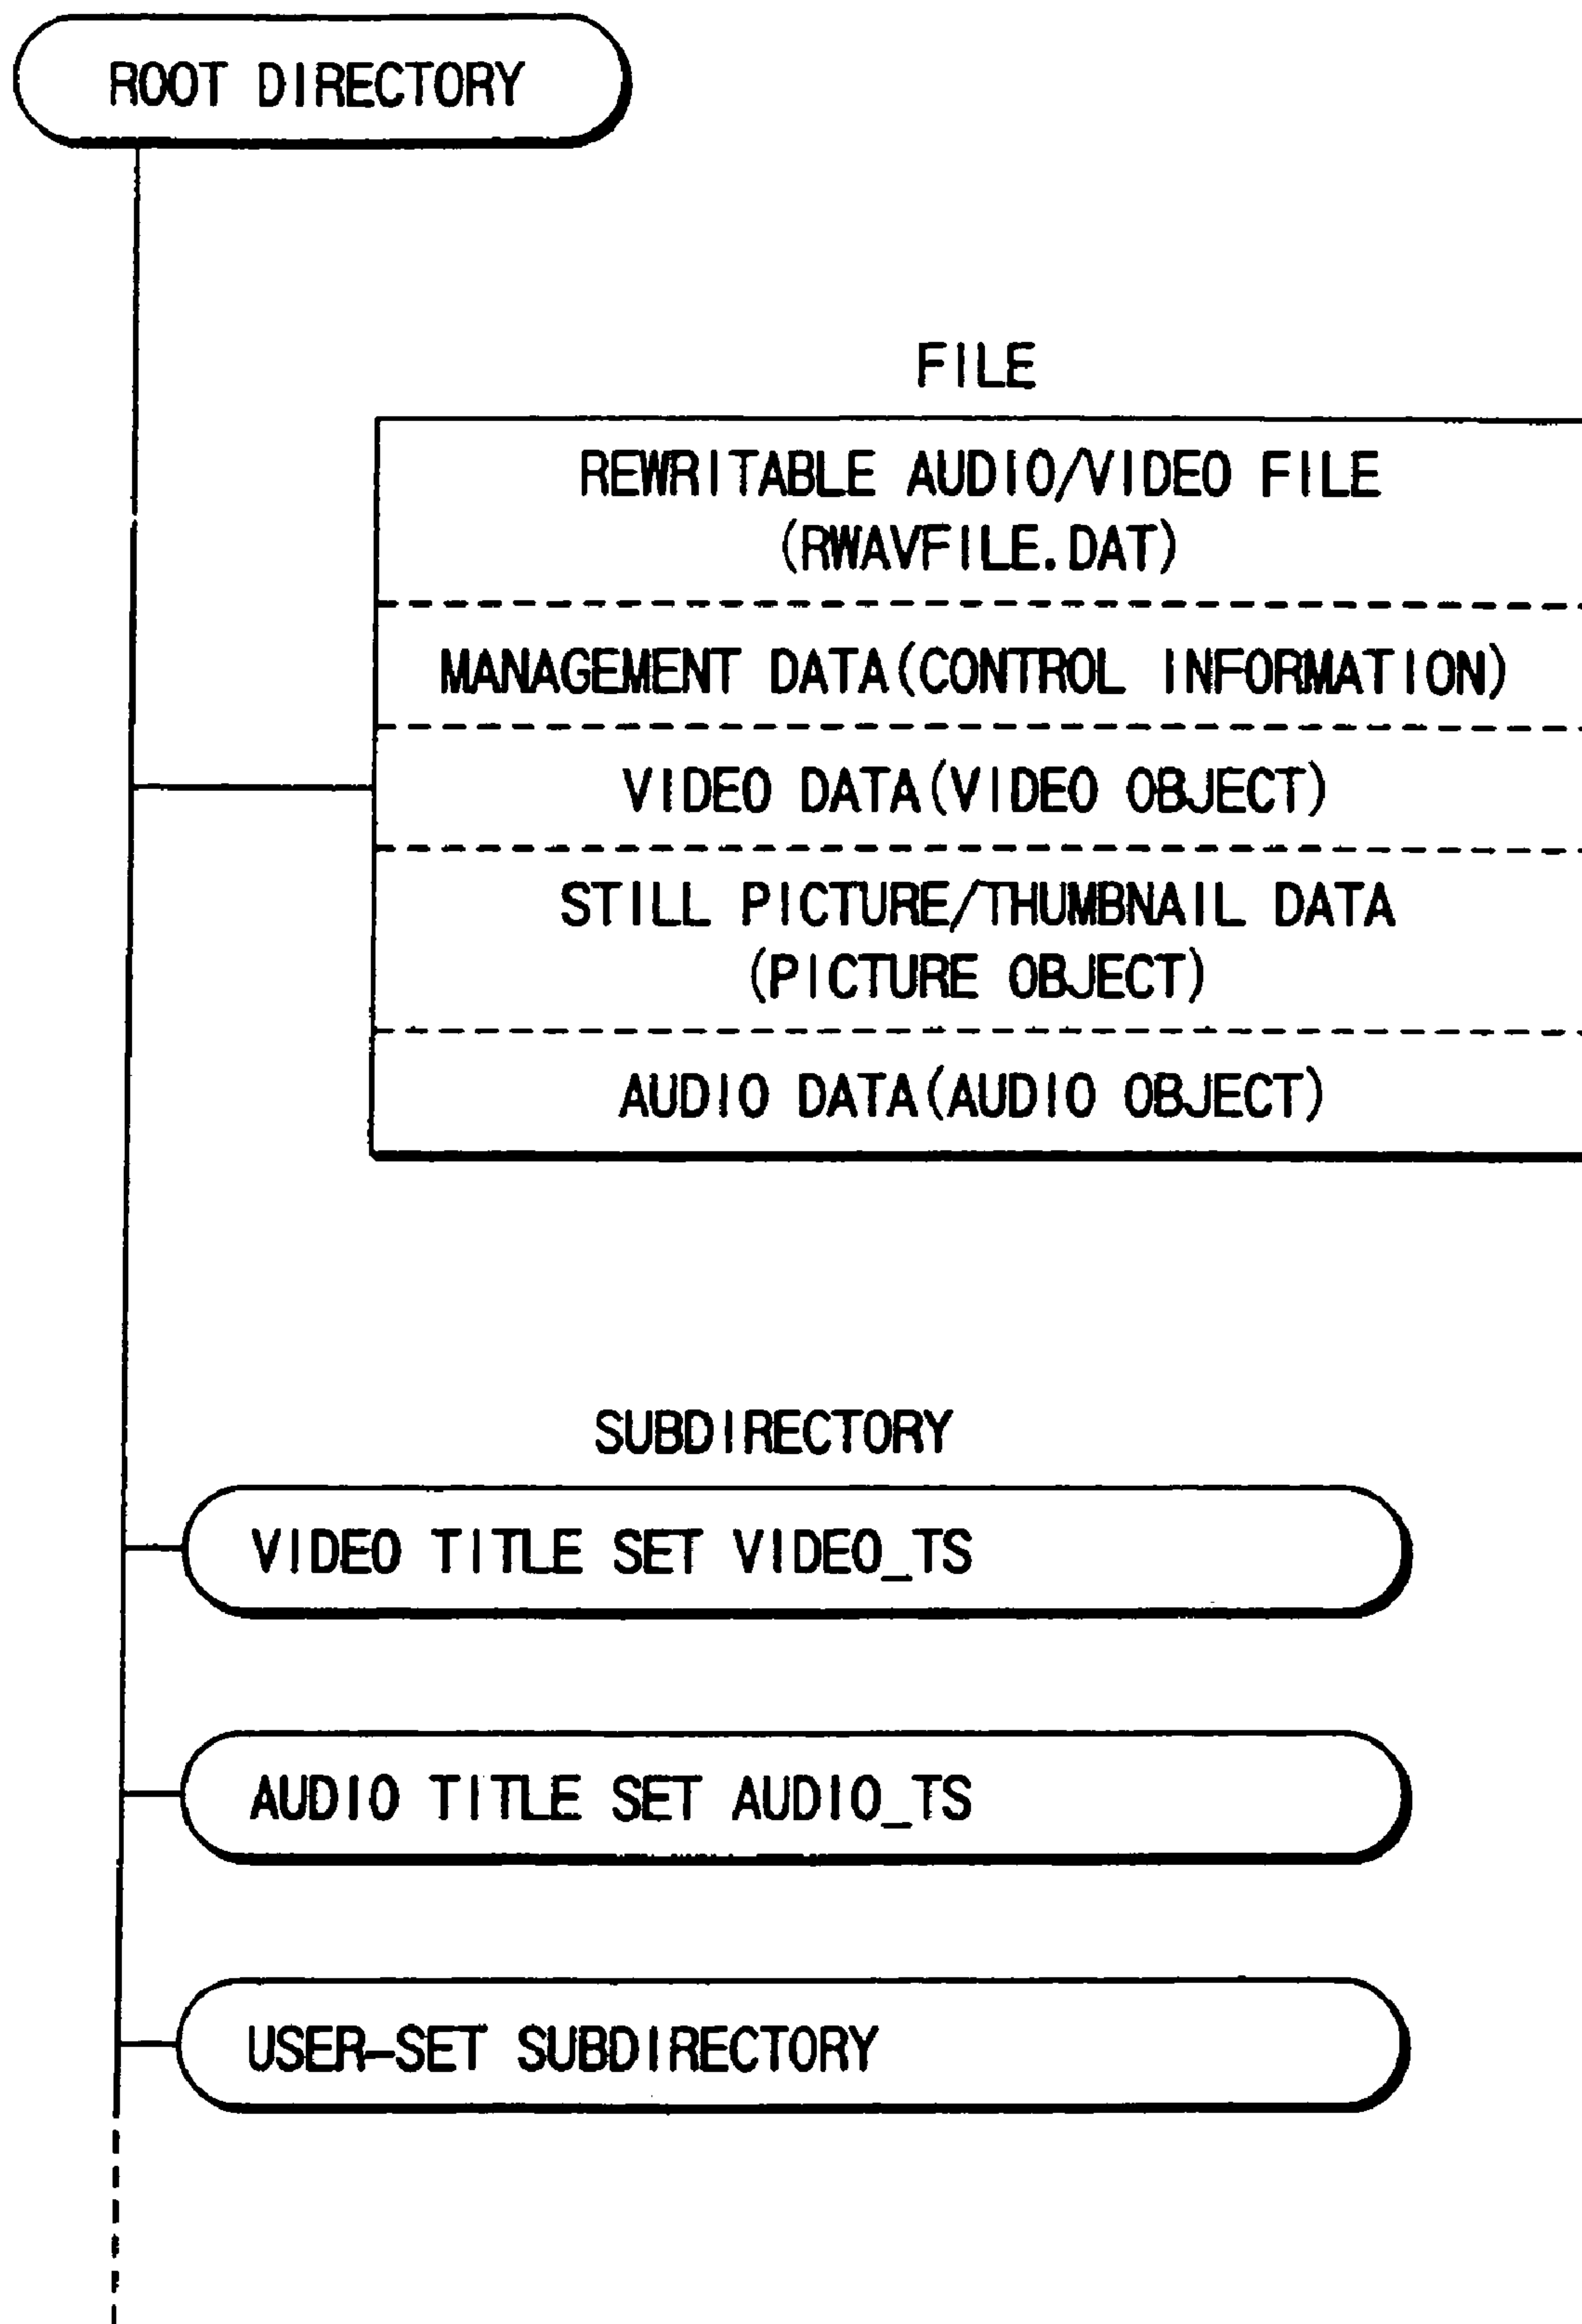 ROOT DIRECTORY
FILE
REWRITABLE AUDIO/VIDEO FILE
(RWAVFILE.DAT)
MANAGEMENT DATA(CONTROL INFORMATION)
VIDEO DATA(VIDEO OBJECT)
STILL PICTURE/THUMBNAIL DATA
(PICTURE OBJECT)
AUDIO DATA(AUDIO OBJECT)
SUBDIRECTORY
VIDEO TITLE SET VIDEO_TS
AUDIO TITLE SET AUDIO_TS
USER-SET SUBDIRECTORY